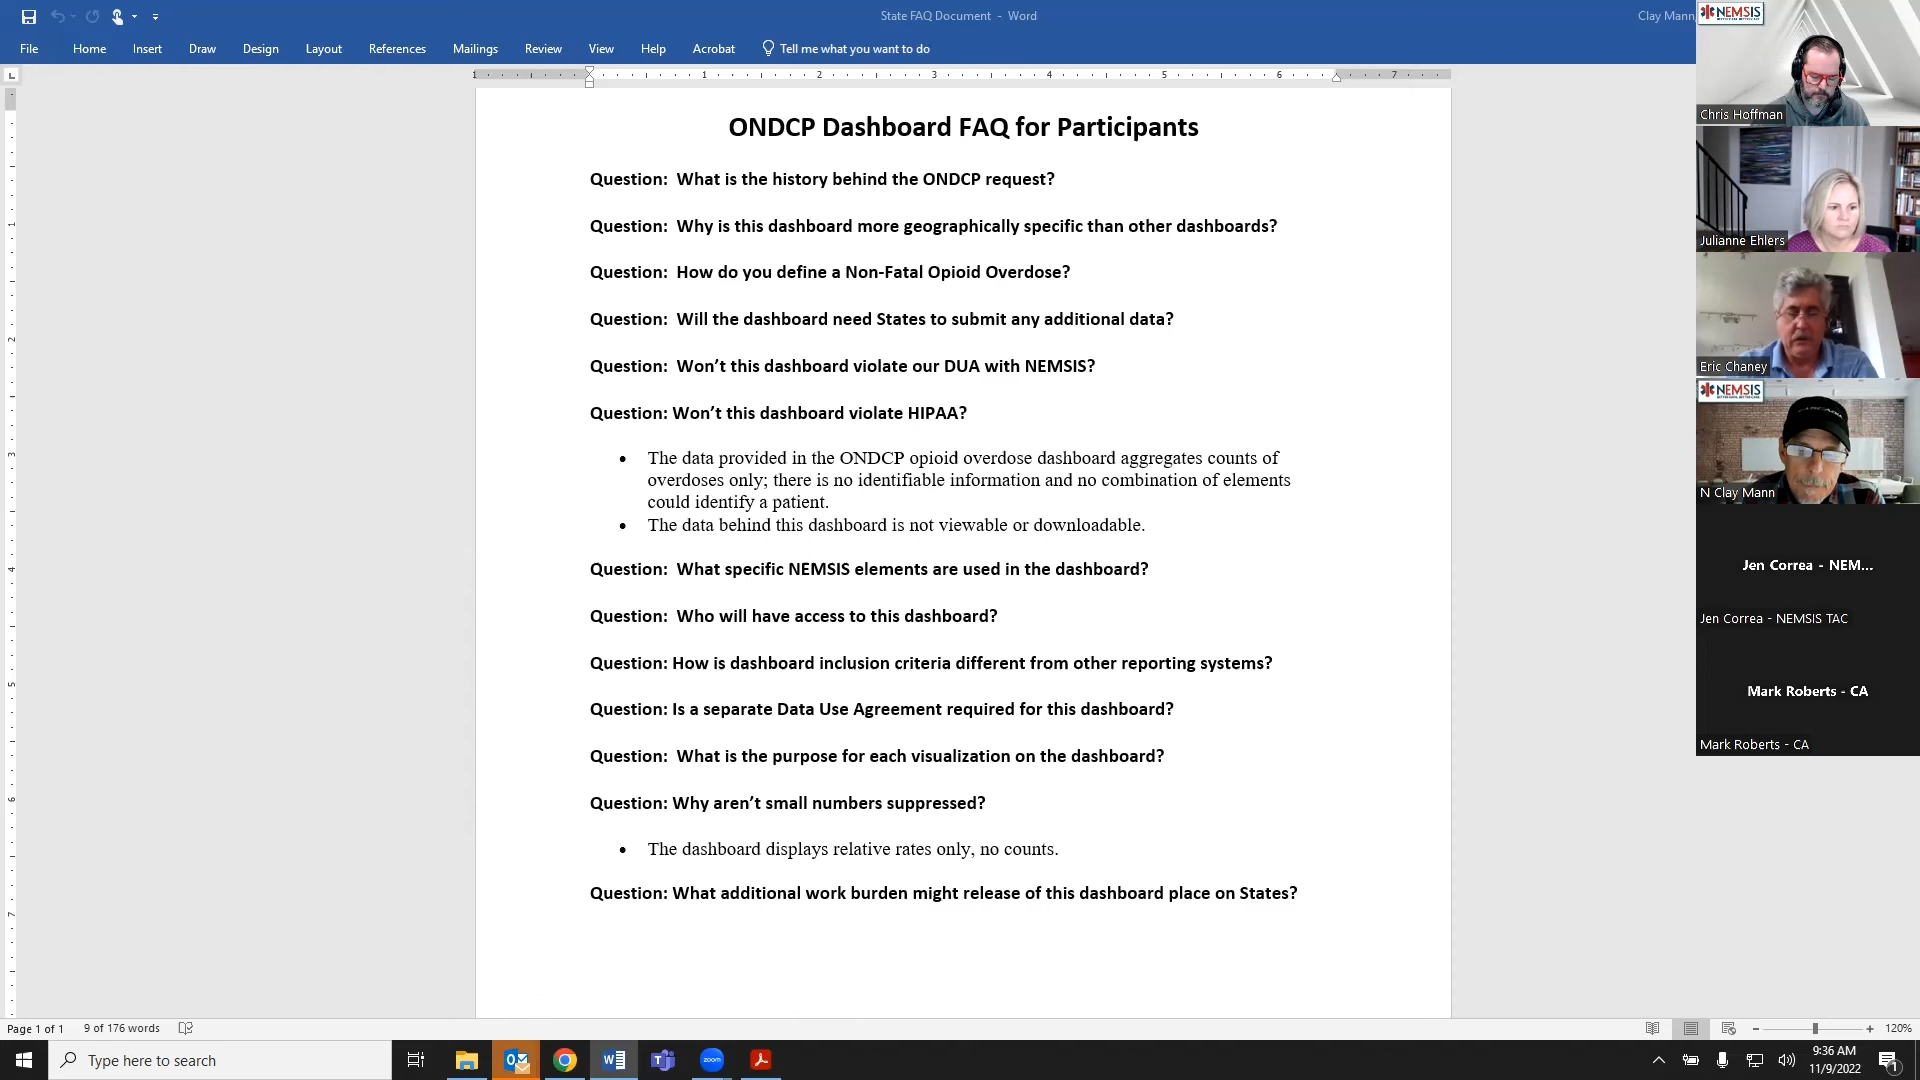 State FAQ Document - Word
Clay Mann
File Home Insert Draw Design Layout References Mailings Review View Help Acrobat Tell me what you want to do
1 1 2 3 4 5 6 7
ONDCP Dashboard FAQ for Participants
Question: What is the history behind the ONDCP request?
Question: Why is this dashboard more geographically specific than other dashboards?
Question: How do you define a Non-Fatal Opioid Overdose?
Question: Will the dashboard need States to submit any additional data?
Question: Won’t this dashboard violate our DUA with NEMSIS?
Question: Won’t this dashboard violate HIPAA?
• The data provided in the ONDCP opioid overdose dashboard aggregates counts of
overdoses only; there is no identifiable information and no combination of elements
could identify a patient.
• The data behind this dashboard is not viewable or downloadable.
Question: What specific NEMSIS elements are used in the dashboard?
Question: Who will have access to this dashboard?
Question: How is dashboard inclusion criteria different from other reporting systems?
Question: Is a separate Data Use Agreement required for this dashboard?
Question: What is the purpose for each visualization on the dashboard?
Question: Why aren’t small numbers suppressed?
• The dashboard displays relative rates only, no counts.
Question: What additional work burden might release of this dashboard place on States?
NEMSIS
Chris Hoffman
Julianne Ehlers
Eric Chaney
NEMSIS
N Clay Mann
Jen Correa - NEM...
Jen Correa - NEMSIS TAC
Mark Roberts - CA
Mark Roberts - CA
Page 1 of 1 9 of 176 words 120%
Type here to search
zoom
9:36 AM
11/9/2022
1